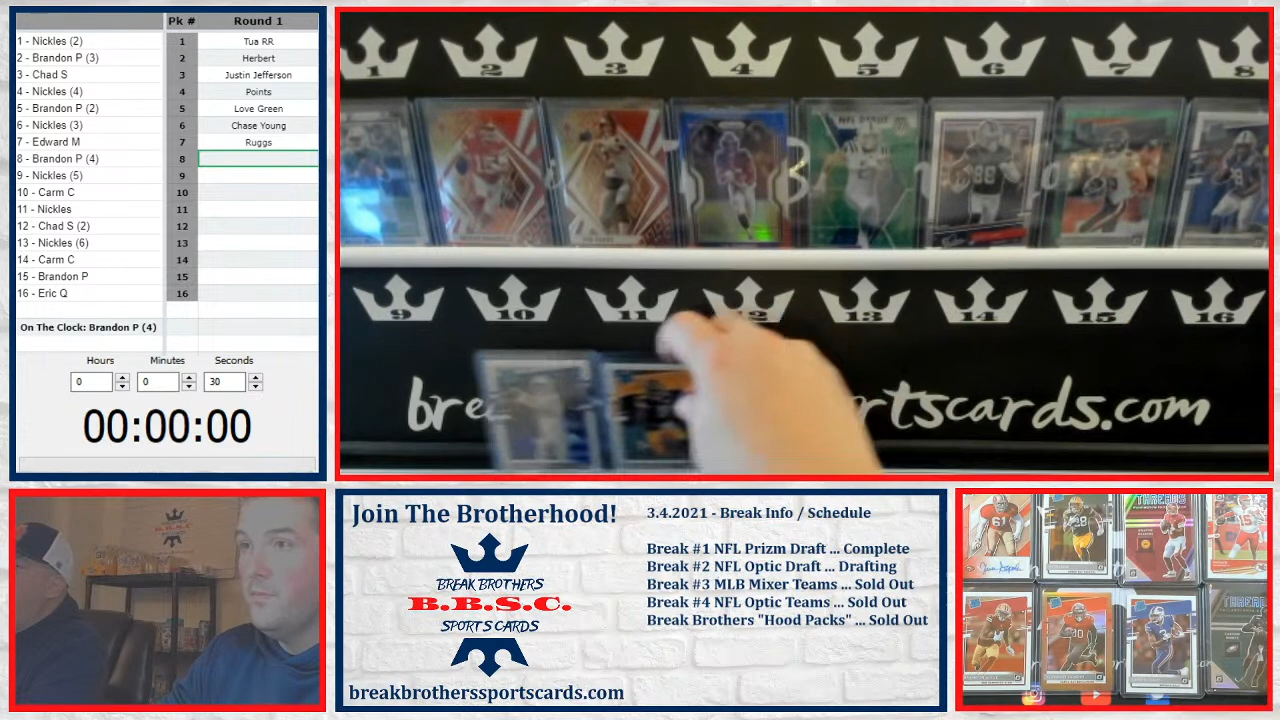 Pk # Round 1
1 - Nickles (2) 1 Tua RR
2 - Brandon P (3) 2 Herbert
3 - Chad S 3 Justin Jefferson
4 - Nickles (4) 4 Points
5 - Brandon P (2) 5 Love Green
6 - Nickles (3) 6 Chase Young
7 - Edward M 7 Ruggs
8 - Brandon P (4) 8
9 - Nickles (5) 9
10 - Carm C 10
11 - Nickles 11
12 - Chad S (2) 12
13 - Nickles (6) 13
14 - Carm C 14
15 - Brandon P 15
16 - Eric Q 16
On The Clock: Brandon P (4)
Hours Minutes Seconds
0 0 30
00:00:00
1 2 3 4 5 6 7 8
9 10 11 12 13 14 15 16
bre rtscards.com
Join The Brotherhood!
BREAK BROTHERS
B.B.S.C.
SPORTS CARDS
breakbrotherssportscards.com
3.4.2021 - Break Info / Schedule
Break #1 NFL Prizm Draft ... Complete
Break #2 NFL Optic Draft ... Drafting
Break #3 MLB Mixer Teams ... Sold Out
Break #4 NFL Optic Teams ... Sold Out
Break Brothers "Hood Packs" ... Sold Out
THREADS